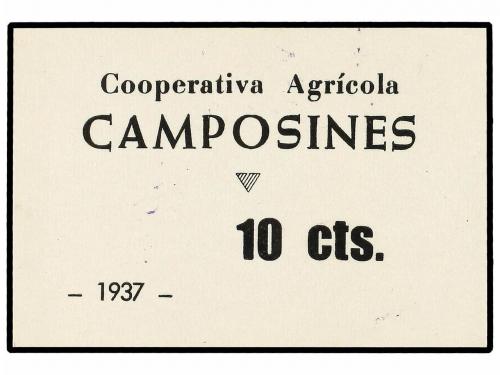 Cooperativa Agrícola
CAMPOSINES
10 cts.
– 1937 –